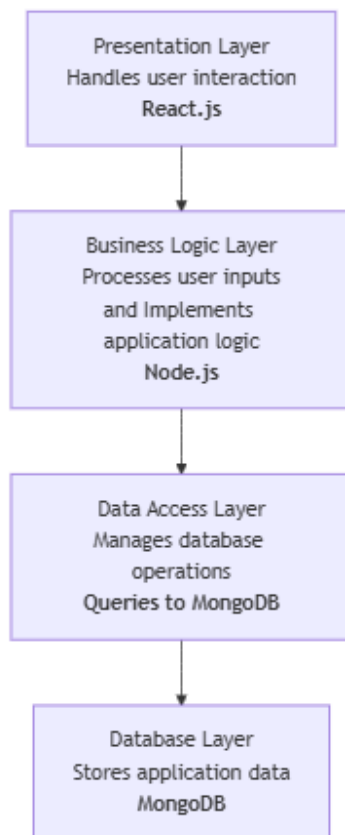 Presentation Layer
Handles user interaction
React.js
Business Logic Layer
Processes user inputs
and Implements
application logic
Node.js
Data Access Layer
Manages database
operations
Queries to MongoDB
Database Layer
Stores application data
MongoDB